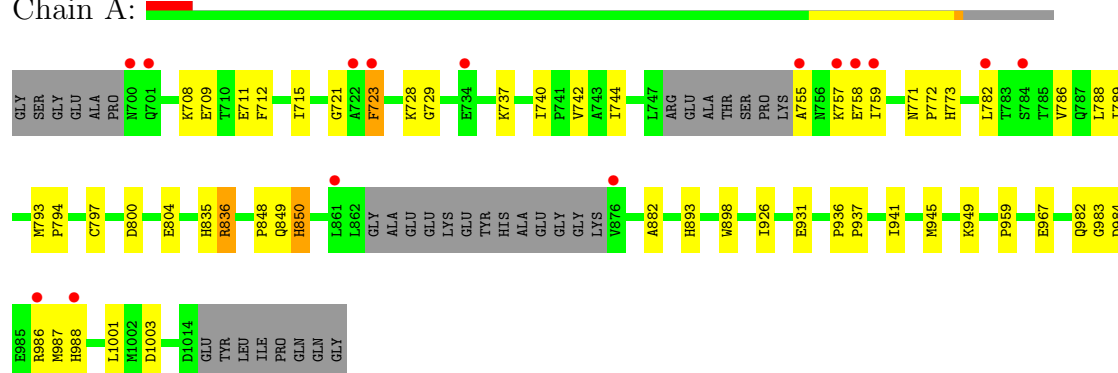 Chain A:
GLY SER GLY GLU ALA PRO N700 Q701 K708 E709 T710 E711 F712 I715 G721 A722 F723 K728 G729 E734 K737 I740 P741 V742 A743 I744 L747 ARG GLU ALA THR SER PRO LYS A755 N756 K757 E758 I759 N771 P772 H773 L782 T783 S784 T785 V786 Q787 L788 I789
M793 P794 C797 D800 E804 H835 R836 P848 Q849 H850 L861 L862 GLY ALA GLU GLU LYS GLU TYR HIS ALA GLU GLY GLY LYS V876 A882 H893 W898 I926 E931 P936 P937 I941 M945 K949 P959 E967 Q982 G983 D984
E985 R986 M987 H988 L1001 M1002 D1003 D1014 GLU TYR LEU ILE PRO GLN GLN GLY